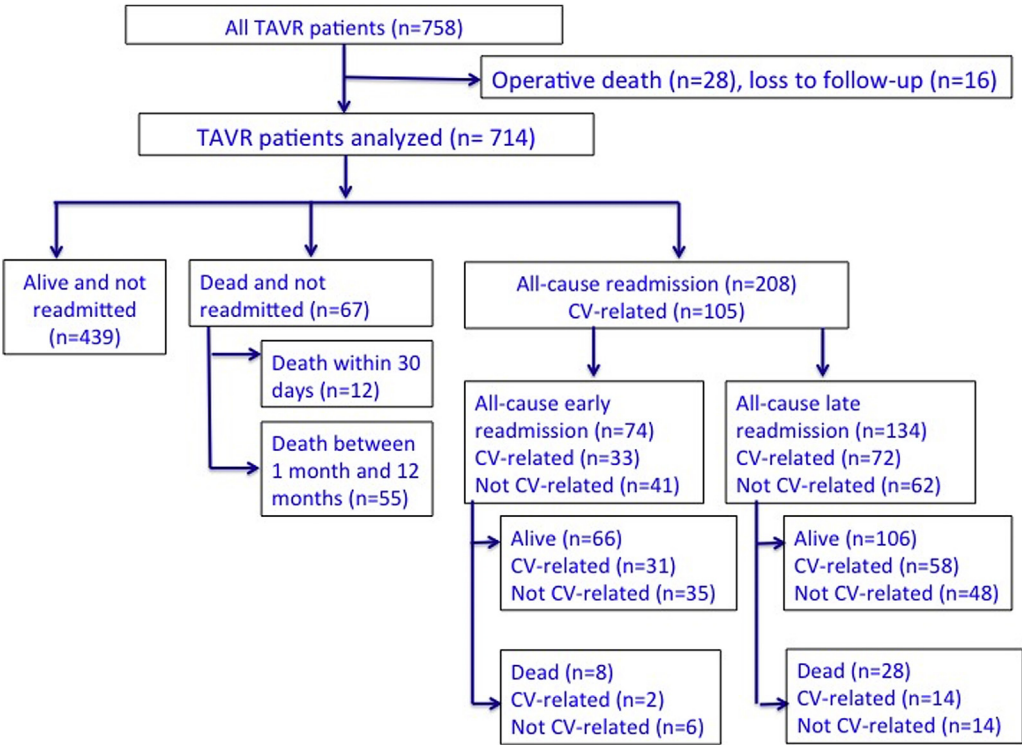 All TAVR patients (n=758)
Operative death (n=28), loss to follow-up (n=16)
TAVR patients analyzed (n= 714)
Alive and not
readmitted
(n=439)
Dead and not
readmitted (n=67)
Death within 30
days (n=12)
Death between
1 month and 12
months (n=55)
All-cause readmission (n=208)
CV-related (n=105)
All-cause early
readmission (n=74)
CV-related (n=33)
Not CV-related (n=41)
Alive (n=66)
CV-related (n=31)
Not CV-related (n=35)
Dead (n=8)
CV-related (n=2)
Not CV-related (n=6)
All-cause late
readmission (n=134)
CV-related (n=72)
Not CV-related (n=62)
Alive (n=106)
CV-related (n=58)
Not CV-related (n=48)
Dead (n=28)
CV-related (n=14)
Not CV-related (n=14)